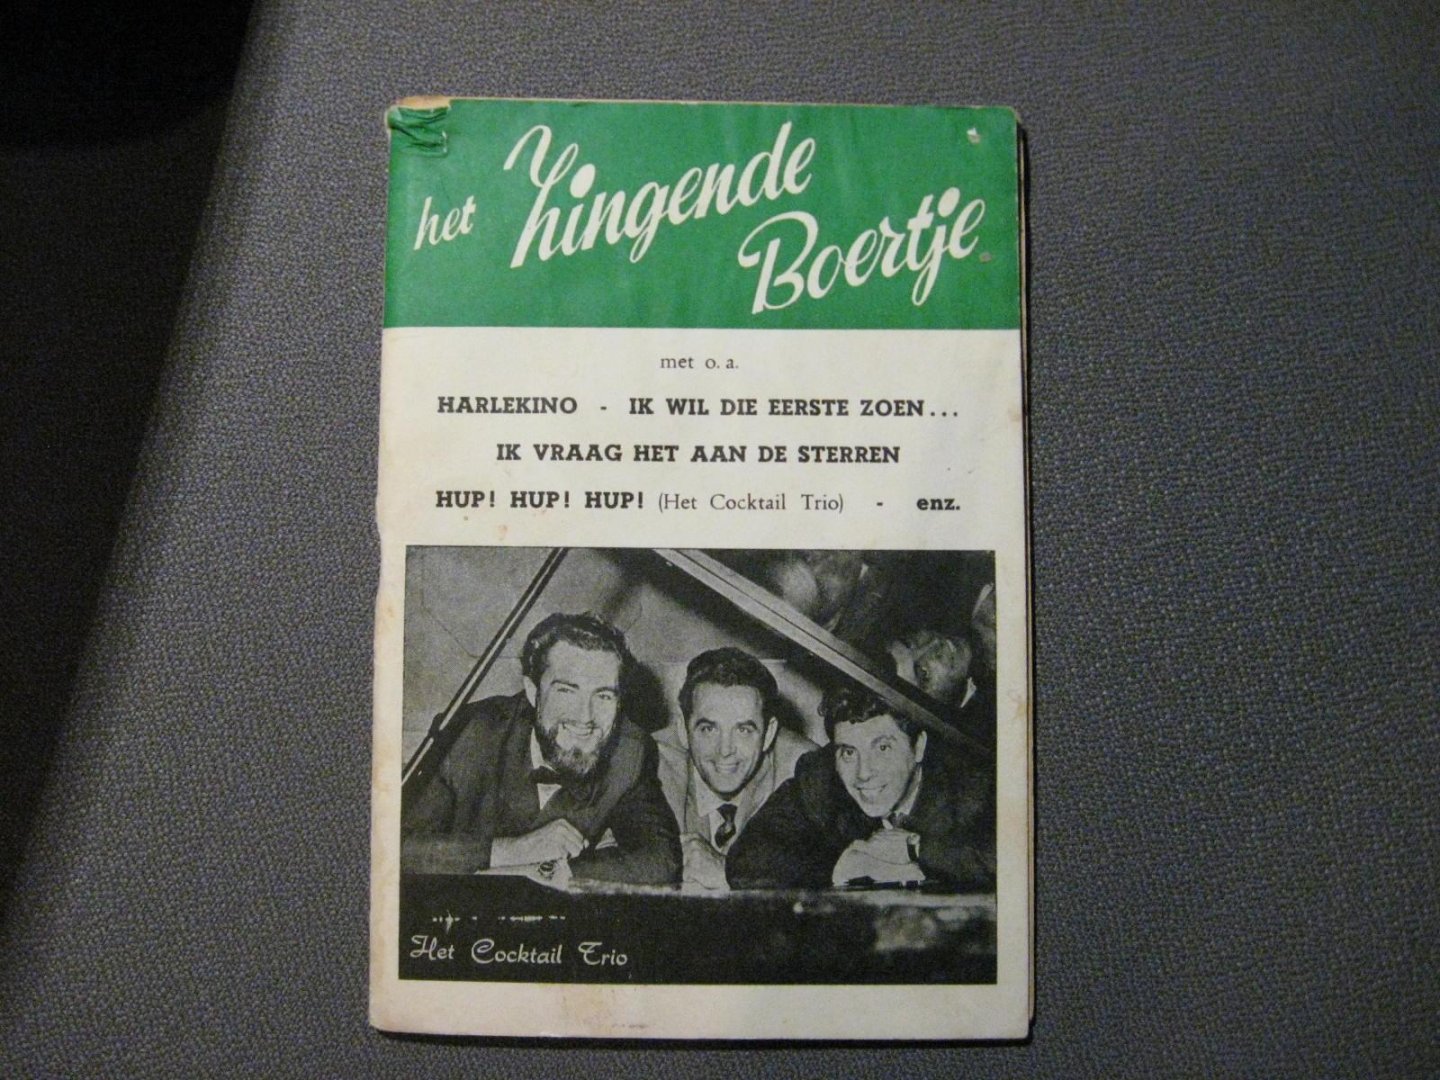 het Zingende
Boertje
met o. a.
HARLEKINO - IK WIL DIE EERSTE ZOEN...
IK VRAAG HET AAN DE STERREN
HUP! HUP! HUP! (Het Cocktail Trio) - enz.
Het Cocktail Trio